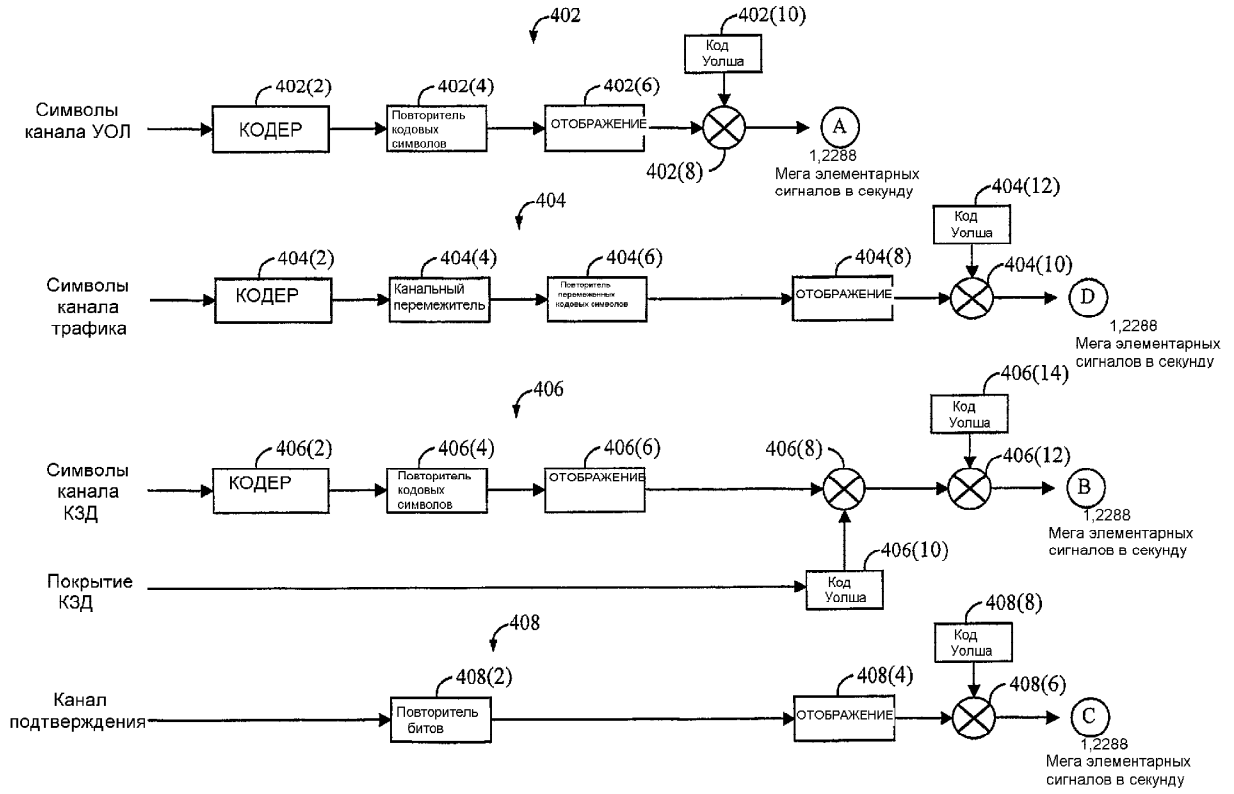 402
402(10)
Код
Уолша
402(2)
402(4)
402(6)
Символы
канала УОЛ
КОДЕР
Повторитель
кодовых
символов
ОТОБРАЖЕНИЕ
402(8)
A
1,2288
Мега элементарных
сигналов в секунду
404
404(12)
Код
Уолша
404(2)
404(4)
404(6)
404(8)
404(10)
Символы
канала
трафика
КОДЕР
Канальный
перемежитель
Повторитель
перемеженных
кодовых символов
ОТОБРАЖЕНИЕ
D
1,2288
Мега элементарных
сигналов в секунду
406
406(14)
Код
Уолша
406(2)
406(4)
406(6)
406(8)
406(12)
Символы
канала
КЗД
КОДЕР
Повторитель
кодовых
символов
ОТОБРАЖЕНИЕ
B
1,2288
Мега элементарных
сигналов в секунду
406(10)
Покрытие
КЗД
Код
Уолша
408
408(8)
Код
Уолша
408(2)
408(4)
408(6)
Канал
подтверждения
Повторитель
битов
ОТОБРАЖЕНИЕ
C
1,2288
Мега элементарных
сигналов в секунду